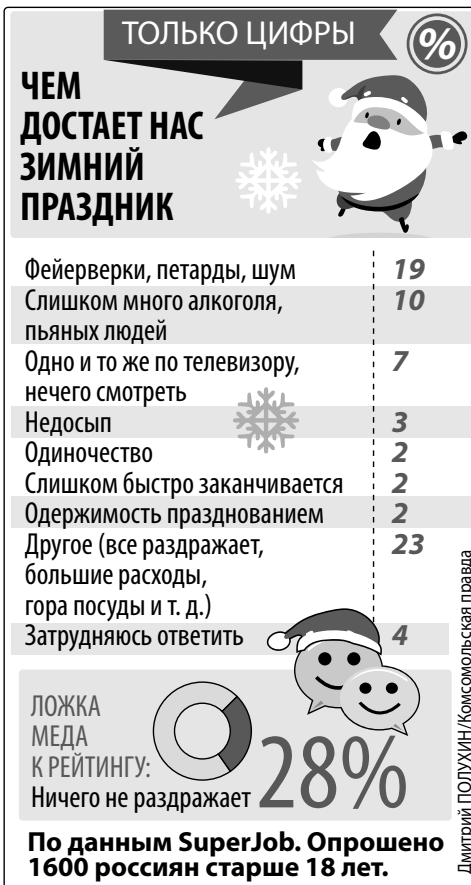 ТОЛЬКО ЦИФРЫ
%
ЧЕМ
ДОСТАЕТ НАС
ЗИМНИЙ
ПРАЗДНИК
Фейерверки, петарды, шум 19
Слишком много алкоголя, 10
пьяных людей
Одно и то же по телевизору, 7
нечего смотреть
Недосып 3
Одиночество 2
Слишком быстро заканчивается 2
Одержимость празднованием 2
Другое (все раздражает, 23
большие расходы,
гора посуды и т. д.)
Затрудняюсь ответить 4
ЛОЖКА
МЕДА
К РЕЙТИНГУ:
Ничего не раздражает 28%
По данным SuperJob. Опрошено
1600 россиян старше 18 лет.
Дмитрий ПОЛУХИН/Комсомольская правда